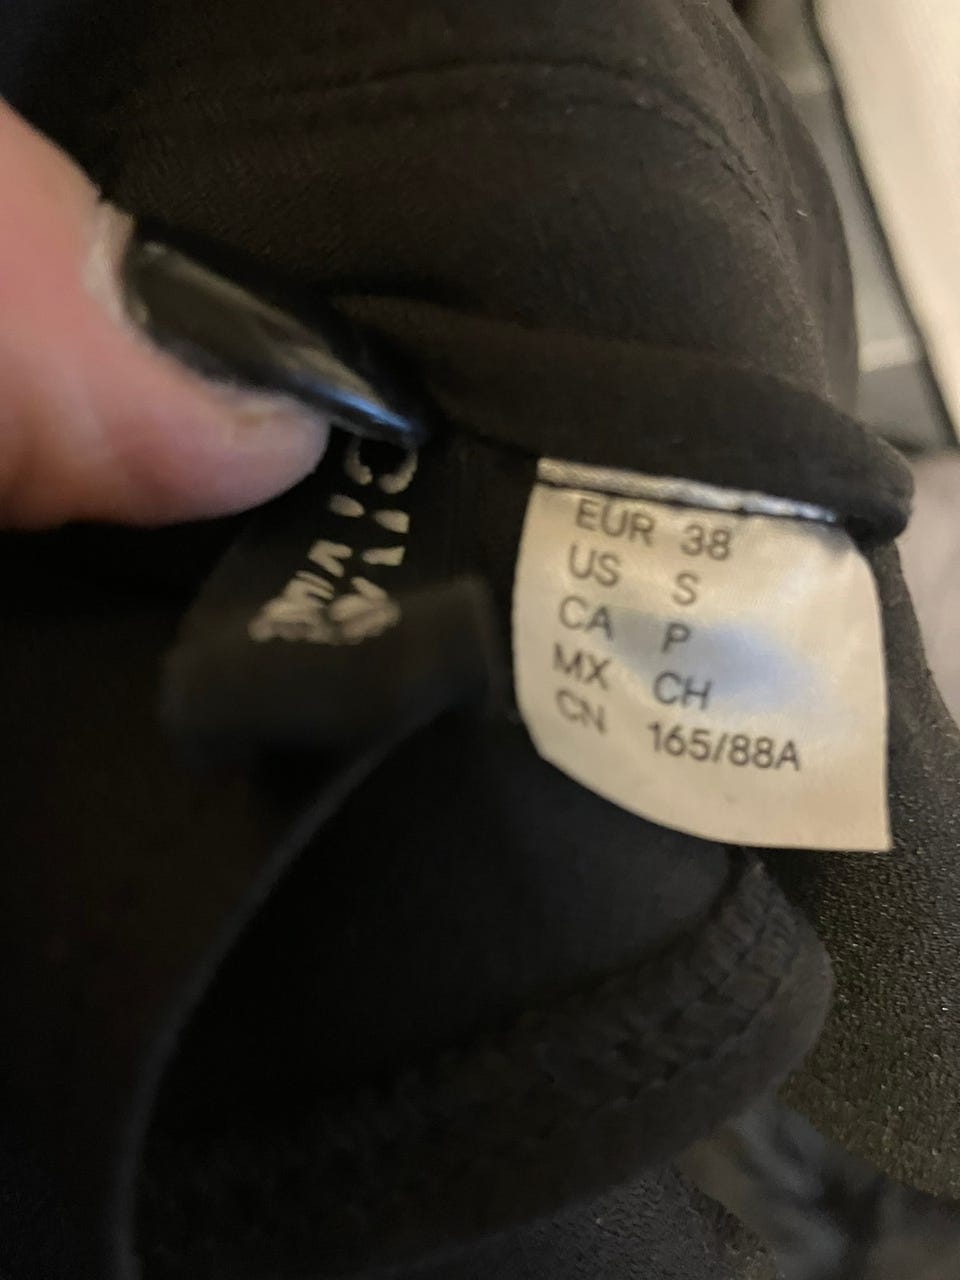 EUR 38
US S
CA P
MX CH
CN 165/88A